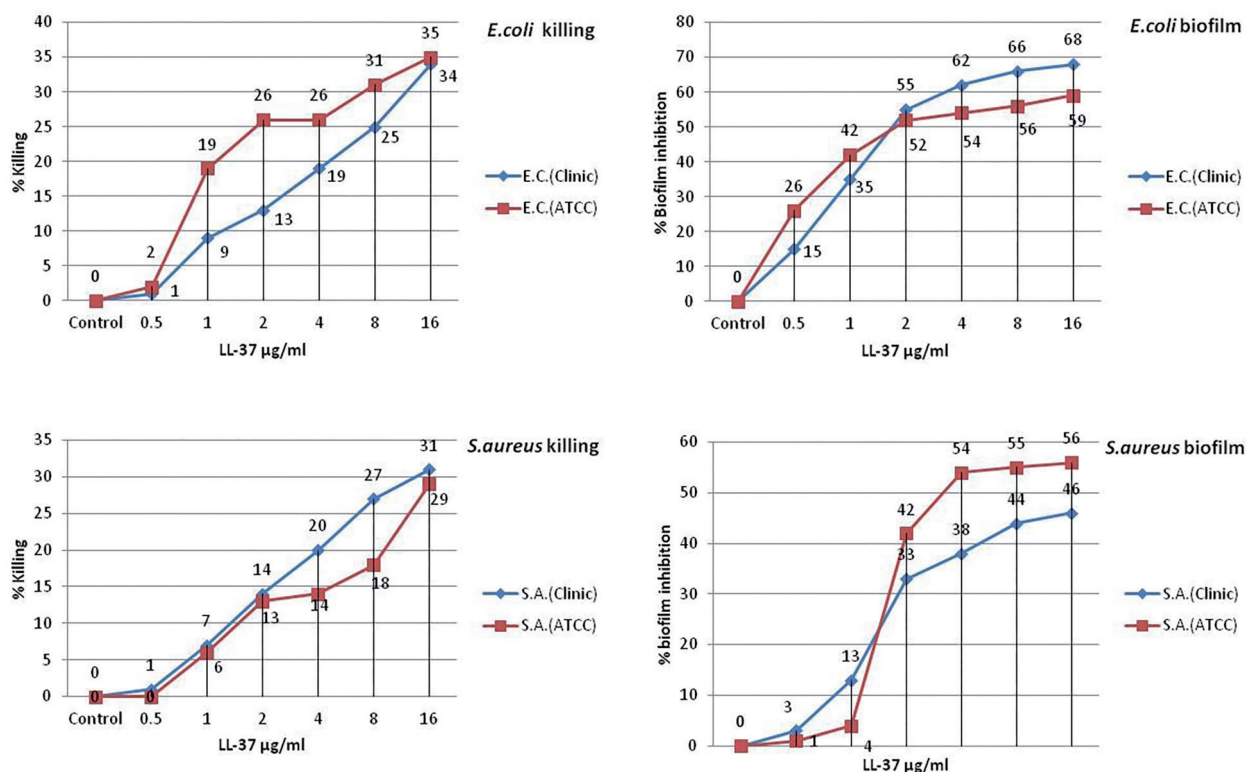 E.coli killing
40
35
30
25
20
15
10
5
0
% Killing
0 2 19 26 26 31 35
1 9 13 19 25 34
Control 0.5 1 2 4 8 16
LL-37 µg/ml
E.C.(Clinic)
E.C.(ATCC)
E.coli biofilm
80
70
60
50
40
30
20
10
0
% Biofilm inhibition
0 26 42 55 62 66 68
15 35 52 54 56 59
Control 0.5 1 2 4 8 16
LL-37 µg/ml
E.C.(Clinic)
E.C.(ATCC)
S.aureus killing
35
30
25
20
15
10
5
0
% Killing
0 1 7 14 20 27 31
0 0 6 13 14 18 29
Control 0.5 1 2 4 8 16
LL-37 µg/ml
S.A.(Clinic)
S.A.(ATCC)
S.aureus biofilm
60
50
40
30
20
10
0
% biofilm inhibition
0 3 13 42 54 55 56
1 4 33 38 44 46
LL-37 µg/ml
S.A.(Clinic)
S.A.(ATCC)